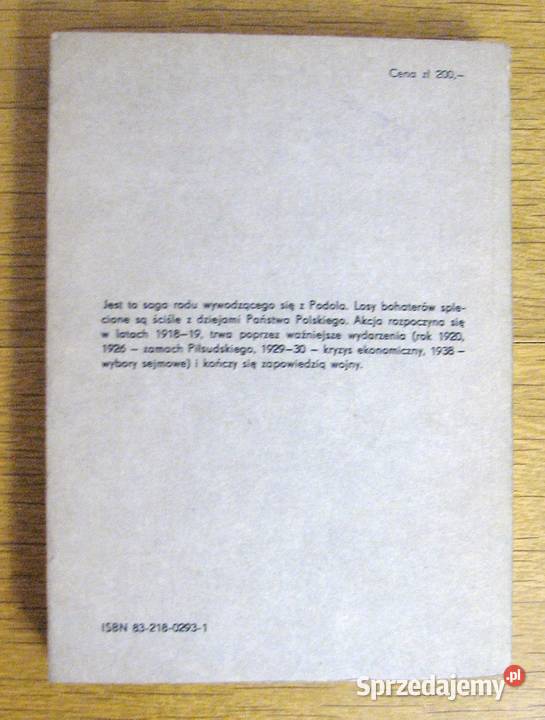 Cena zł 200,–
Jest to saga rodu wywodzącego się z Podola. Losy bohaterów sple-
cione są ściśle z dziejami Państwa Polskiego. Akcja rozpoczyna się
w latach 1918–19, trwa poprzez ważniejsze wydarzenia (rok 1920,
1926 – zamach Piłsudskiego, 1929–30 – kryzys ekonomiczny, 1938 –
wybory sejmowe) i kończy się zapowiedzią wojny.
ISBN 83-218-0293-1
Sprzedajemy.pl